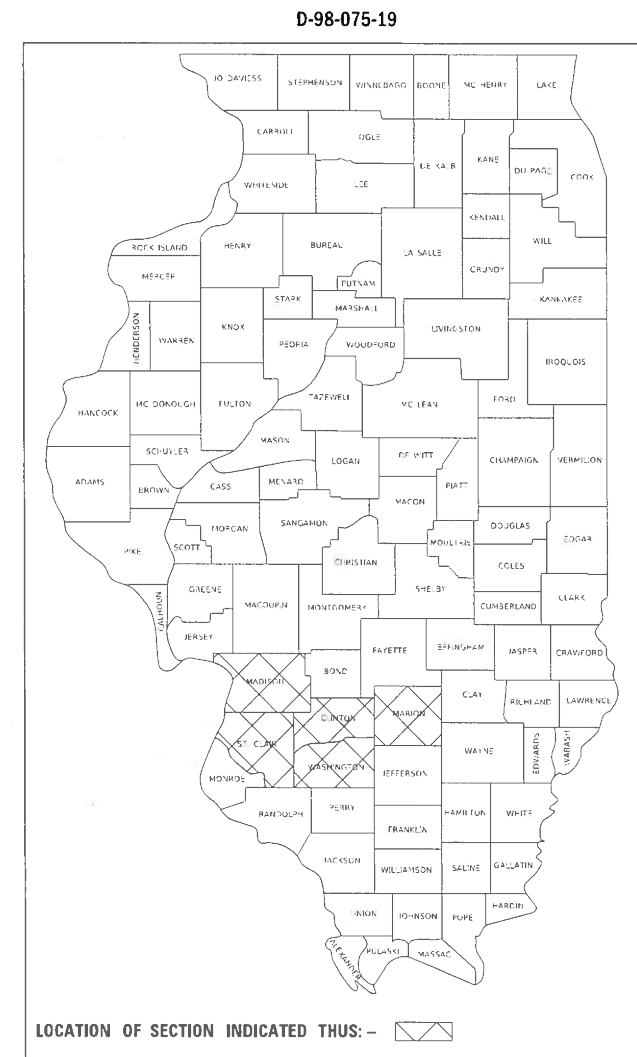 D-98-075-19
JO DAVIESS STEPHENSON WINNEBAGO BOONE MC HENRY LAKE
CARROLL OGLE DE KALB KANE DU PAGE COOK
WHITESIDE LEE KENDALL WILL
ROCK ISLAND HENRY BUREAU LA SALLE GRUNDY
MERCER STARK PUTNAM MARSHALL KANKAKEE
HENDERSON WARREN KNOX PEORIA WOODFORD LIVINGSTON IROQUOIS
HANCOCK MC DONOUGH FULTON TAZEWELL MC LEAN FORD
ADAMS SCHUYLER MASON LOGAN DE WITT CHAMPAIGN VERMILION
BROWN CASS MENARD MACON PIATT
PIKE SCOTT MORGAN SANGAMON CHRISTIAN MOULTRIE DOUGLAS EDGAR
COLES
CALHOUN GREENE MACOUPIN MONTGOMERY SHELBY CUMBERLAND CLARK
JERSEY FAYETTE EFFINGHAM JASPER CRAWFORD
MADISON BOND CLAY RICHLAND LAWRENCE
CLINTON MARION
ST. CLAIR WASHINGTON WAYNE EDWARDS WABASH
MONROE JEFFERSON
RANDOLPH PERRY FRANKLIN HAMILTON WHITE
JACKSON WILLIAMSON SALINE GALLATIN
UNION JOHNSON POPE HARDIN
ALEXANDER PULASKI MASSAC
LOCATION OF SECTION INDICATED THUS: –